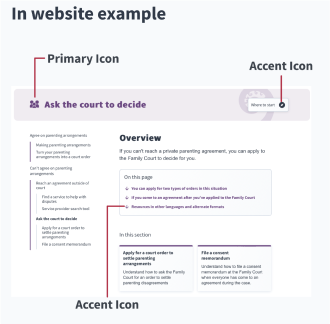 In website example
Primary Icon
Accent Icon
Ask the court to decide
Where to start
Agree on parenting arrangements
Making parenting arrangements
Turn your parenting
arrangements into a court order
Can't agree on parenting
arrangements
Reach an agreement outside of
court
Find a service to help with
disputes
Service provider search tool
Ask the court to decide
Apply for a court order to
settle parenting
arrangements
File a consent memorandum
Overview
If you can't reach a private parenting agreement, you can apply to
the Family Court to decide for you.
On this page
You can apply for two types of orders in this situation
If you come to an agreement after you've applied to the Family Court
Resources in other languages and alternate formats
In this section
Apply for a court order to
settle parenting
arrangements
Understand how to ask the Family
Court for an order to settle
parenting disagreements
File a consent
memorandum
Understand how to file a consent
memorandum at the Family Court
when everyone has come to an
agreement during the case.
Accent Icon